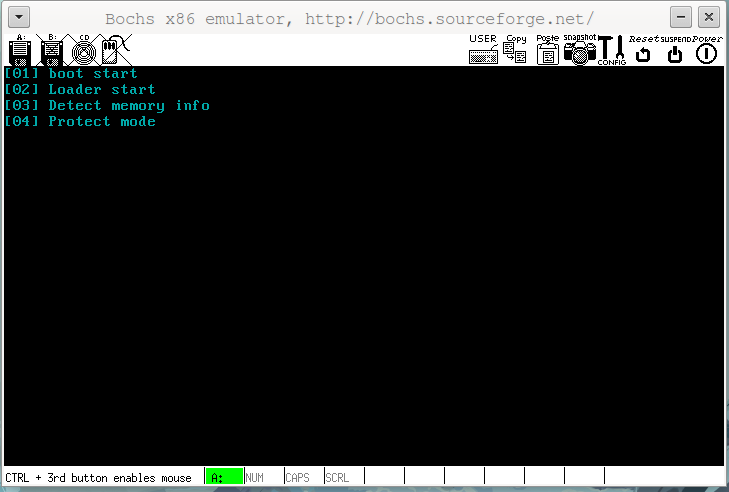 Bochs x86 emulator, http://bochs.sourceforge.net/
A: B: CD USER Copy Paste Snapshot CONFIG Reset SUSPEND Power
[01] boot start
[02] Loader start
[03] Detect memory info
[04] Protect mode
CTRL + 3rd button enables mouse A: NUM CAPS SCRL